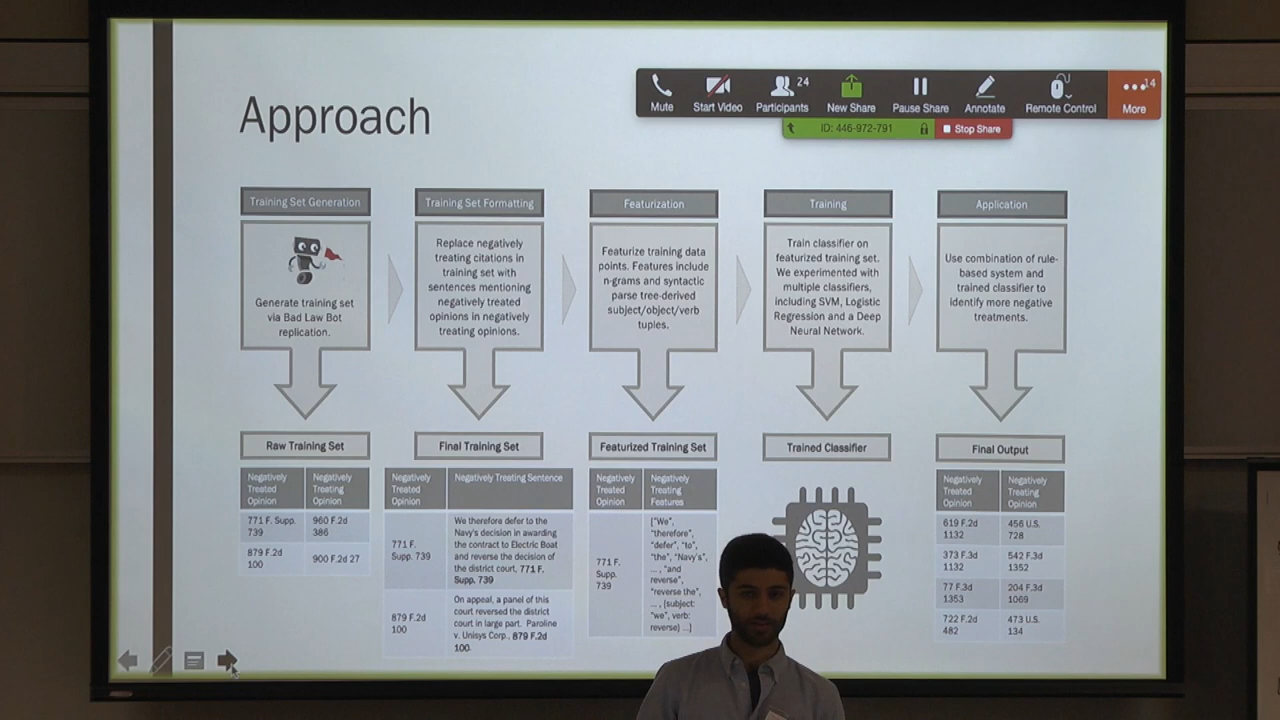 Approach
Mute
Start Video
24
Participants
New Share
Pause Share
Annotate
Remote Control
14
More
ID: 446-972-791
Stop Share
Training Set Generation
Generate training set
via Bad Law Bot
replication.
Training Set Formatting
Replace negatively
treating citations in
training set with
sentences mentioning
negatively treated
opinions in negatively
treating opinions.
Featurization
Featurize training data
points. Features include
n-grams and syntactic
parse tree-derived
subject/object/verb
tuples.
Training
Train classifier on
featurized training set.
We experimented with
multiple classifiers,
including SVM, Logistic
Regression and a Deep
Neural Network.
Application
Use combination of rule-
based system and
trained classifier to
identify more negative
treatments.
Raw Training Set
Negatively
Treated
Opinion
Negatively
Treating
Opinion
771 F. Supp.
739
960 F.2d
386
879 F.2d
100
900 F.2d 27
Final Training Set
Negatively
Treated
Opinion
Negatively Treating Sentence
771 F.
Supp. 739
We therefore defer to the
Navy's decision in awarding
the contract to Electric Boat
and reverse the decision of
the district court, 771 F.
Supp. 739
879 F.2d
100
On appeal, a panel of this
court reversed the district
court in large part. Paroline
v. Unisys Corp., 879 F.2d
100.
Featurized Training Set
Negatively
Treated
Opinion
Negatively
Treating
Features
771 F.
Supp.
739
["We",
"therefore",
"defer", "to",
"the", "Navy's",
... , "and
reverse",
"reverse the",
... , {subject:
"we", verb:
reverse} ...]
Trained Classifier
Final Output
Negatively
Treated
Opinion
Negatively
Treating
Opinion
619 F.2d
1132
456 U.S.
728
373 F.3d
1132
542 F.3d
1352
77 F.3d
1353
204 F.3d
1069
722 F.2d
482
473 U.S.
134